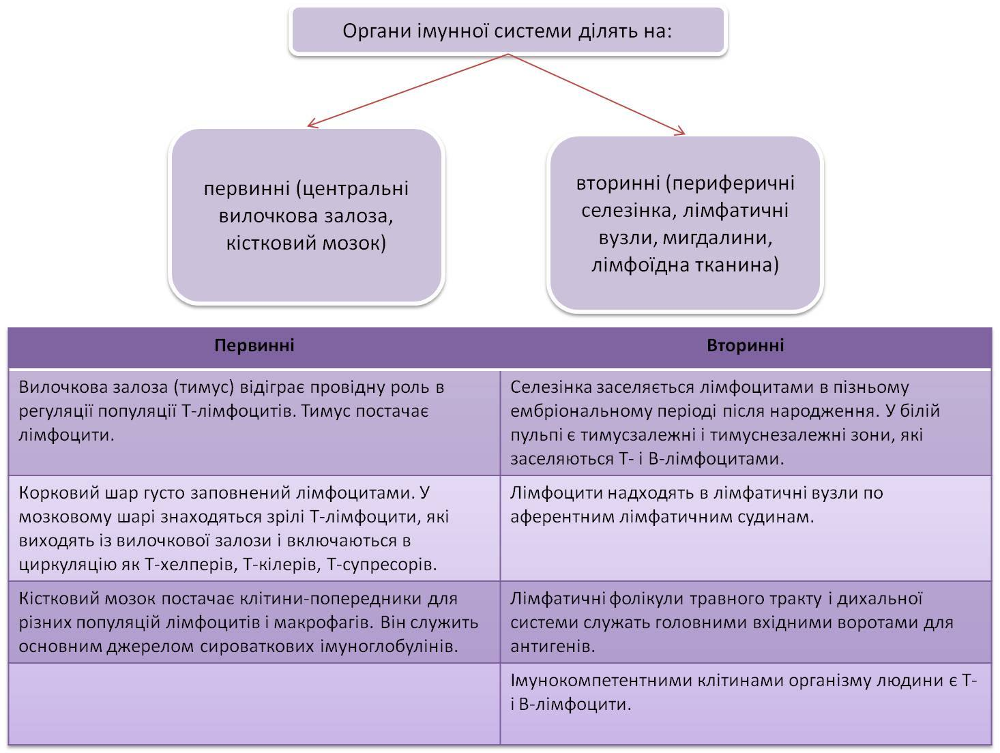 Органи імунної системи ділять на:
первинні (центральні
вилочкова залоза,
кістковий мозок)
вторинні (периферичні
селезінка, лімфатичні
вузли, мигдалини,
лімфоїдна тканина)
Первинні
Вторинні
Вилочкова залоза (тимус) відіграє провідну роль в
регуляції популяції Т-лімфоцитів. Тимус постачає
лімфоцити.
Селезінка заселяється лімфоцитами в пізньому
ембріональному періоді після народження. У білій
пульпі є тимусзалежні і тимуснезалежні зони, які
заселяються Т- і В-лімфоцитами.
Корковий шар густо заповнений лімфоцитами. У
мозковому шарі знаходяться зрілі Т-лімфоцити, які
виходять із вилочкової залози і включаються в
циркуляцію як Т-хелперів, Т-кілерів, Т-супресорів.
Лімфоцити надходять в лімфатичні вузли по
аферентним лімфатичним судинам.
Кістковий мозок постачає клітини-попередники для
різних популяцій лімфоцитів і макрофагів. Він служить
основним джерелом сироваткових імуноглобулінів.
Лімфатичні фолікули травного тракту і дихальної
системи служать головними вхідними воротами для
антигенів.
Імунокомпетентними клітинами організму людини є Т-
і В-лімфоцити.